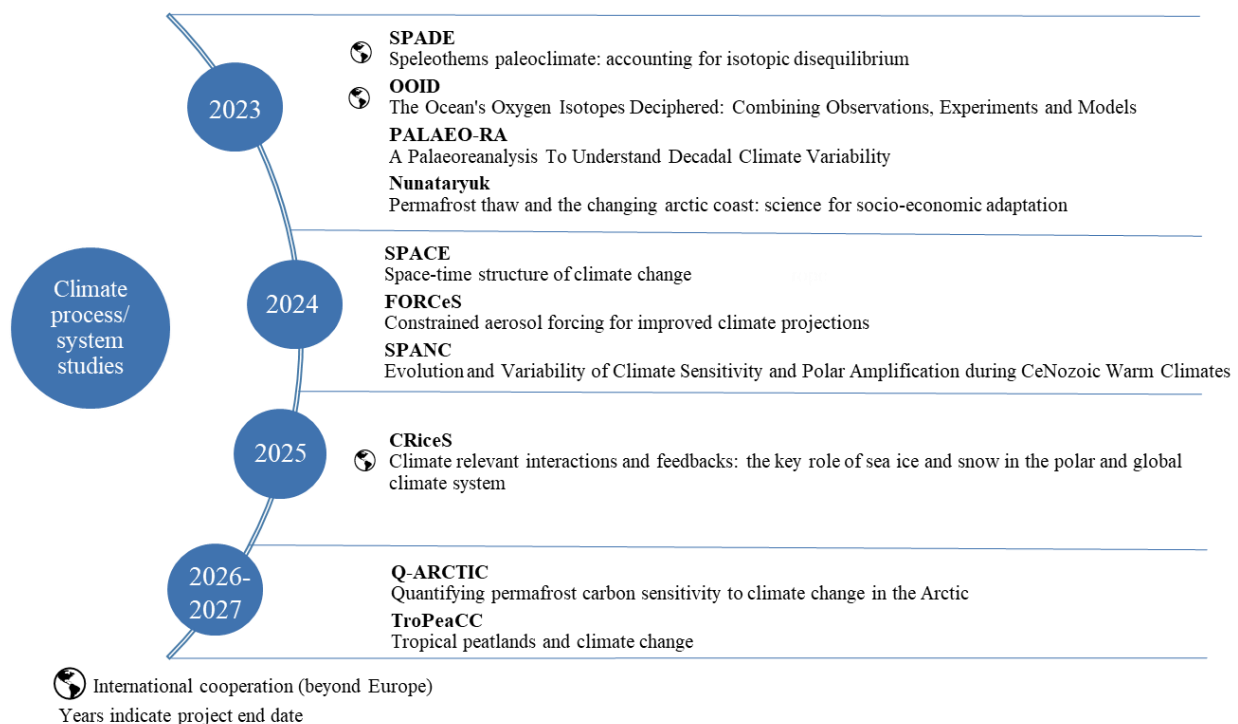 SPADE
Speleothems paleoclimate: accounting for isotopic disequilibrium
2023
OOID
The Ocean's Oxygen Isotopes Deciphered: Combining Observations, Experiments and Models
PALAEO-RA
A Palaeoreanalysis To Understand Decadal Climate Variability
Nunataryuk
Permafrost thaw and the changing arctic coast: science for socio-economic adaptation
Climate
process/
system
studies
2024
SPACE
Space-time structure of climate change
FORCeS
Constrained aerosol forcing for improved climate projections
SPANC
Evolution and Variability of Climate Sensitivity and Polar Amplification during CeNozoic Warm Climates
2025
CRiceS
Climate relevant interactions and feedbacks: the key role of sea ice and snow in the polar and global
climate system
2026-
2027
Q-ARCTIC
Quantifying permafrost carbon sensitivity to climate change in the Arctic
TroPeaCC
Tropical peatlands and climate change
International cooperation (beyond Europe)
Years indicate project end date